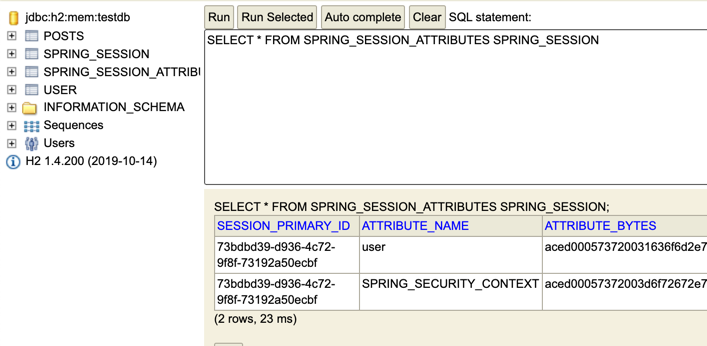 jdbc:h2:mem:testdb
POSTS
SPRING_SESSION
SPRING_SESSION_ATTRIBU
USER
INFORMATION_SCHEMA
Sequences
Users
H2 1.4.200 (2019-10-14)
Run Run Selected Auto complete Clear SQL statement:
SELECT * FROM SPRING_SESSION_ATTRIBUTES SPRING_SESSION
SELECT * FROM SPRING_SESSION_ATTRIBUTES SPRING_SESSION;
SESSION_PRIMARY_ID ATTRIBUTE_NAME ATTRIBUTE_BYTES
73bdbd39-d936-4c72- user aced000573720031636f6d2e7
9f8f-73192a50ecbf
73bdbd39-d936-4c72- SPRING_SECURITY_CONTEXT aced00057372003d6f72672e7
9f8f-73192a50ecbf
(2 rows, 23 ms)